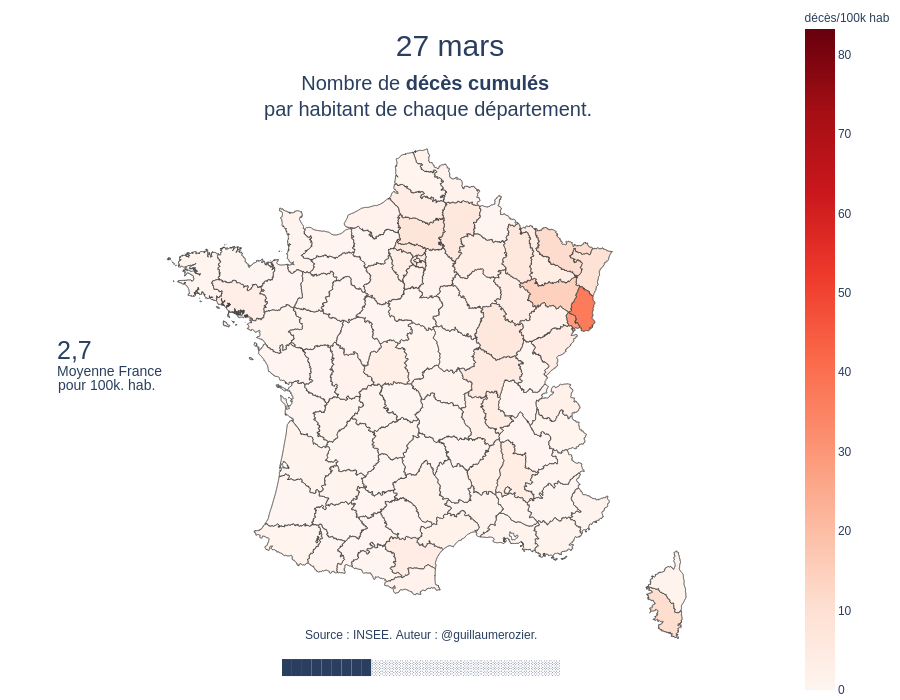 27 mars
Nombre de décès cumulés
par habitant de chaque département.
décès/100k hab
80
70
60
50
40
30
20
10
0
2,7
Moyenne France
pour 100k. hab.
Source : INSEE. Auteur : @guillaumerozier.